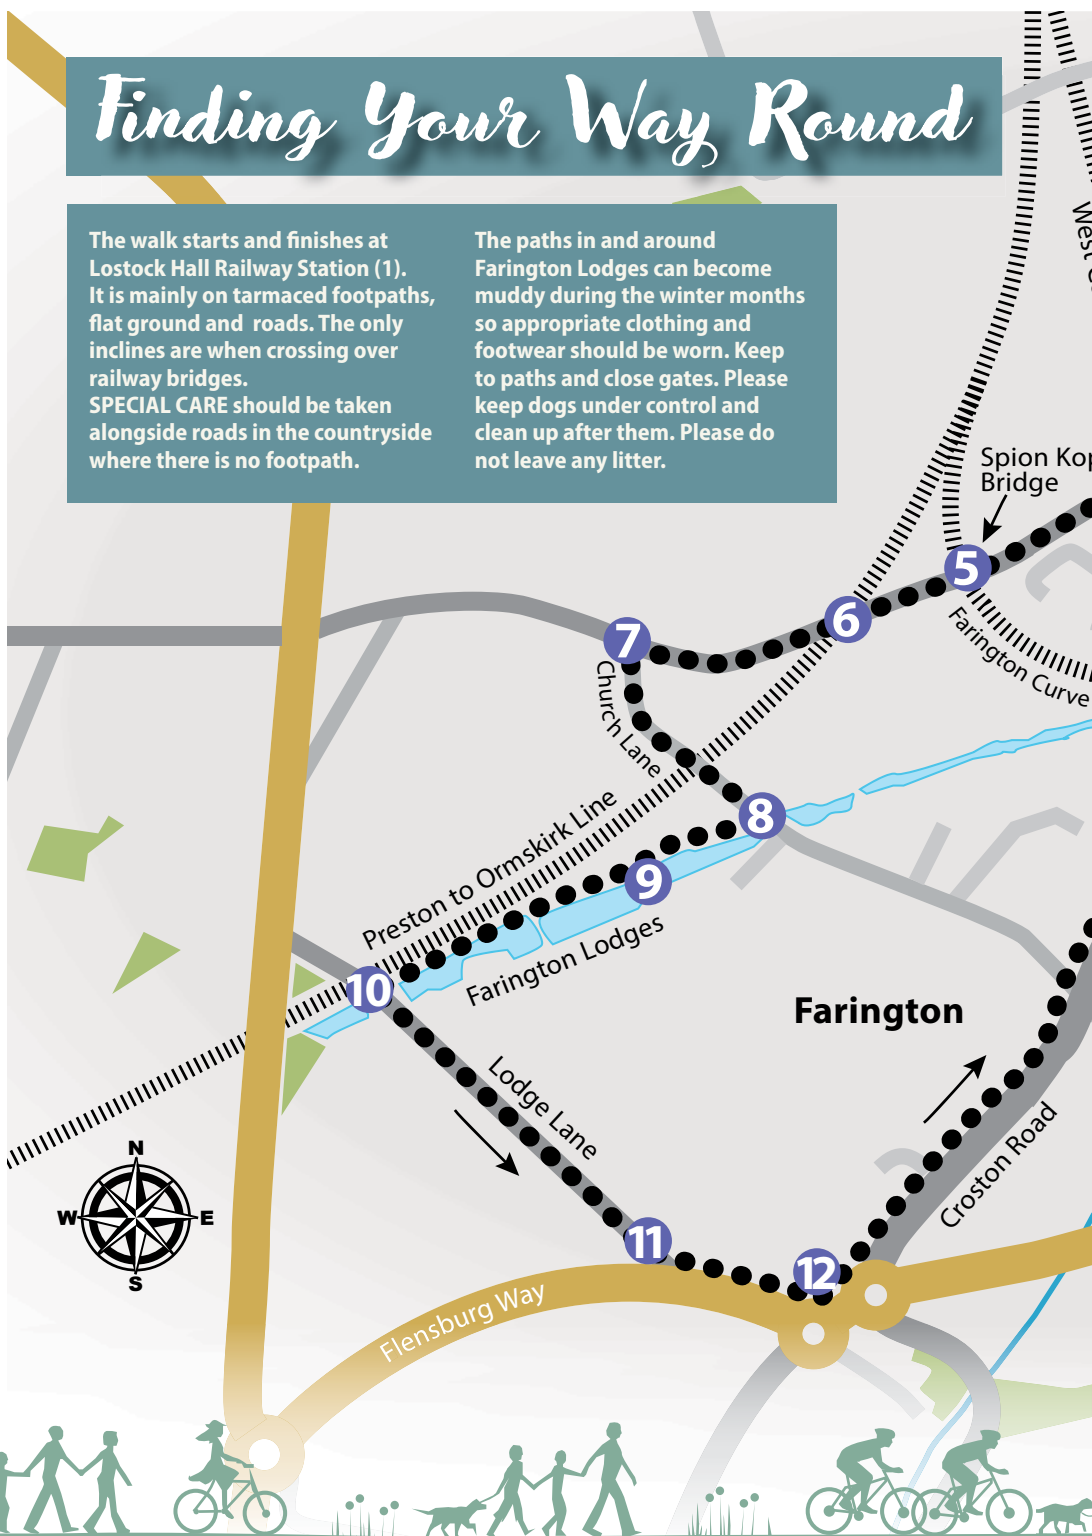 Finding Your Way Round
The walk starts and finishes at
Lostock Hall Railway Station (1).
It is mainly on tarmaced footpaths,
flat ground and roads. The only
inclines are when crossing over
railway bridges.
SPECIAL CARE should be taken
alongside roads in the countryside
where there is no footpath.
The paths in and around
Farington Lodges can become
muddy during the winter months
so appropriate clothing and
footwear should be worn. Keep
to paths and close gates. Please
keep dogs under control and
clean up after them. Please do
not leave any litter.
West
Spion Kop
Bridge
5
6
7
Farington Curve
Church Lane
8
Preston to Ormskirk Line
9
Farington Lodges
10
Farington
Lodge Lane
Croston Road
N
W
E
S
11
12
Flensburg Way